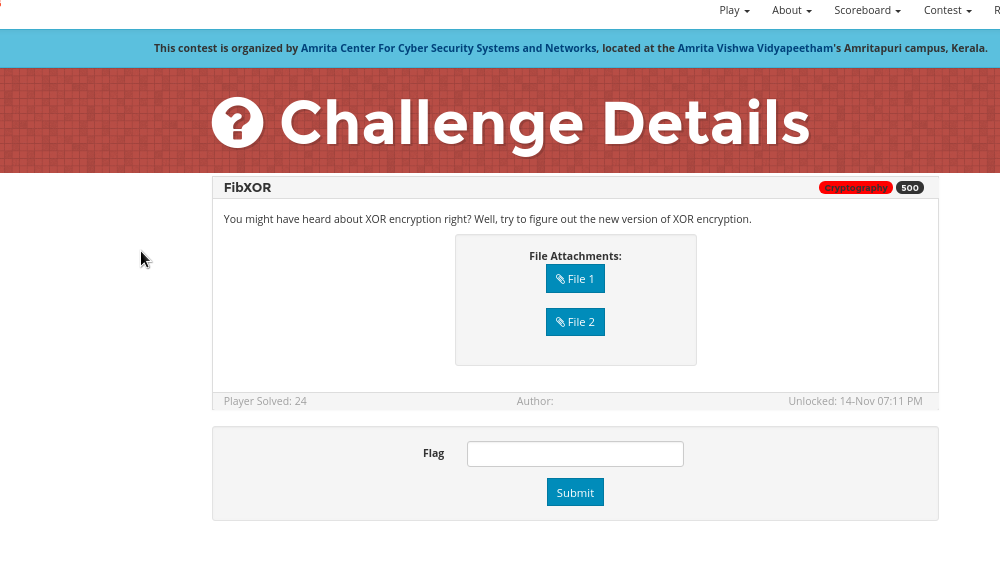 Play About Scoreboard Contest R
This contest is organized by Amrita Center For Cyber Security Systems and Networks, located at the Amrita Vishwa Vidyapeetham's Amritapuri campus, Kerala.
? Challenge Details
FibXOR Cryptography 500
You might have heard about XOR encryption right? Well, try to figure out the new version of XOR encryption.
File Attachments:
File 1
File 2
Player Solved: 24 Author: Unlocked: 14-Nov 07:11 PM
Flag
Submit